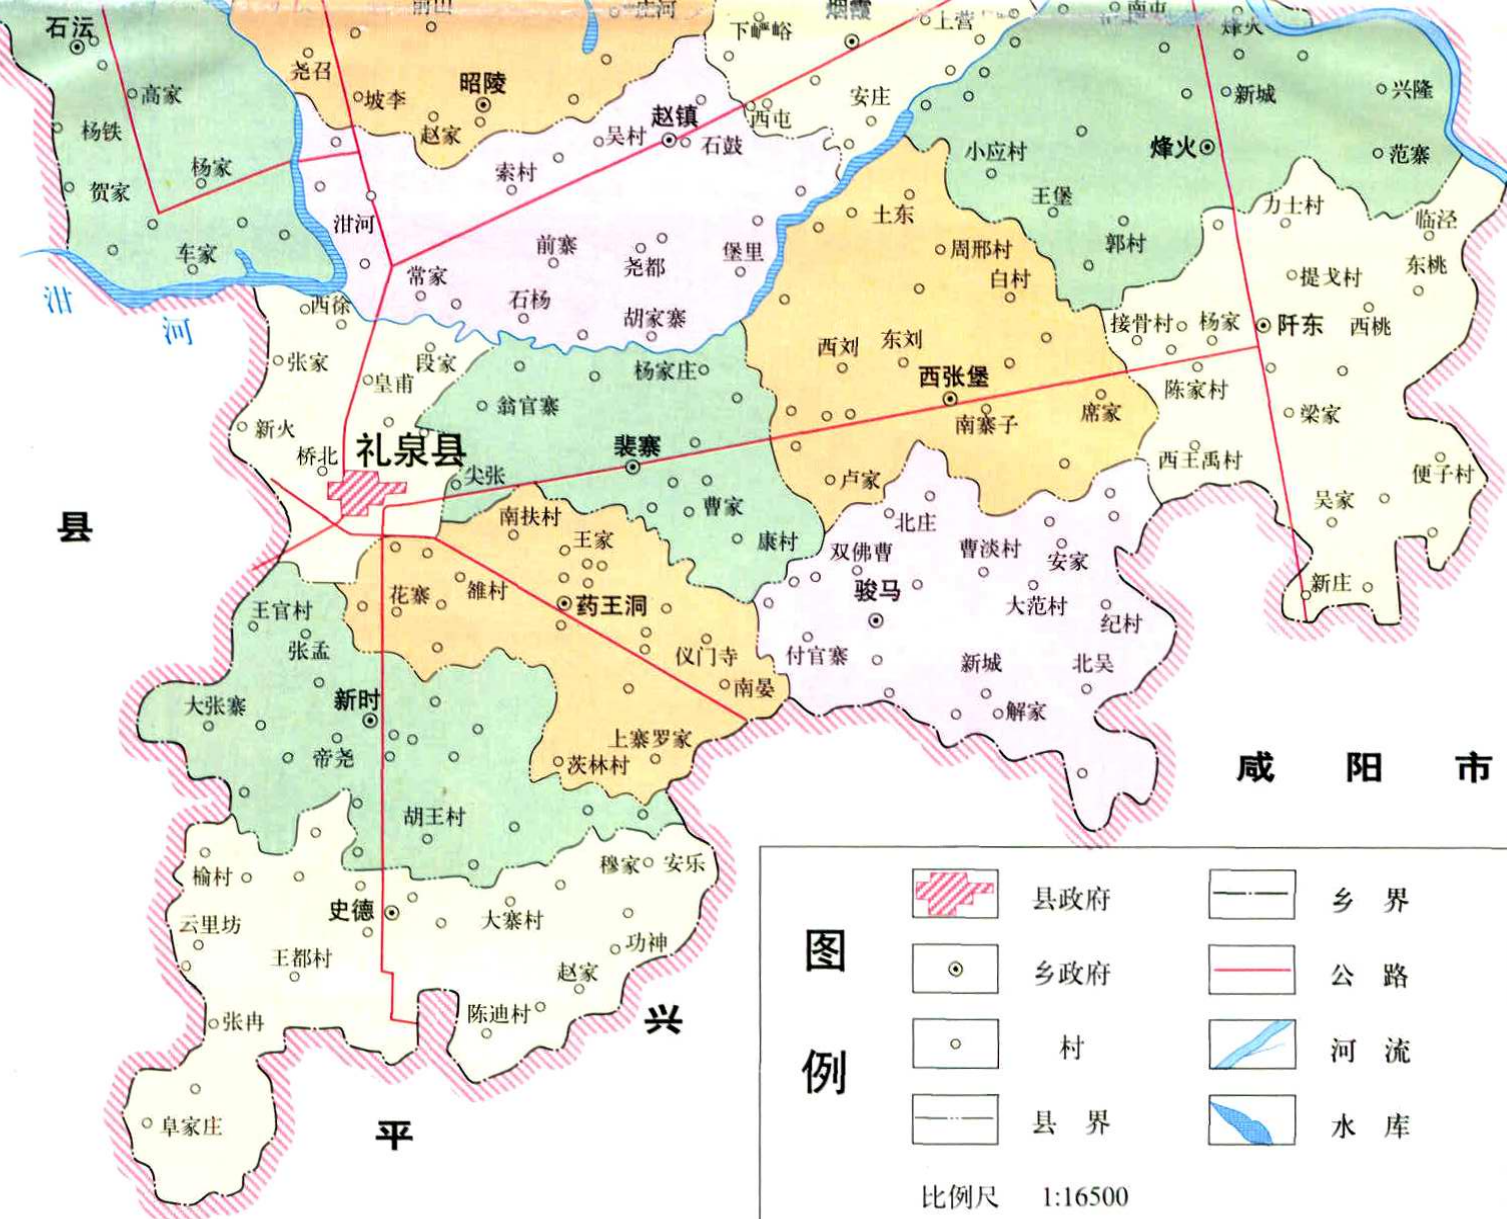 石沄
高家
杨铁
杨家
贺家
车家
泔
河
尧召
坡李
昭陵
赵家
赵镇
吴村
石鼓
索村
泔河
前寨
尧都
堡里
常家
石杨
胡家寨
烟霞
上营
安庄
西屯
南屯
烽火
新城
兴隆
烽火
范寨
小应村
王堡
郭村
土东
周邢村
白村
西刘
东刘
西张堡
南寨子
席家
卢家
力士村
临泾
提戈村
东桃
接骨村
杨家
阡东
西桃
陈家村
梁家
西王禹村
便子村
吴家
新庄
西徐
张家
段家
皇甫
新火
桥北
礼泉县
翁官寨
杨家庄
裴寨
尖张
曹家
康村
南扶村
王家
花寨
雒村
药王洞
仪门寺
南晏
上寨罗家
茨林村
北庄
双佛曹
曹淡村
安家
骏马
大范村
纪村
付官寨
新城
北吴
解家
王官村
张孟
大张寨
新时
帝尧
胡王村
榆村
云里坊
史德
大寨村
穆家
安乐
功神
王都村
赵家
陈迪村
张冉
阜家庄
县
兴
平
咸阳市
图例
县政府
乡政府
村
县界
乡界
公路
河流
水库
比例尺 1:16500